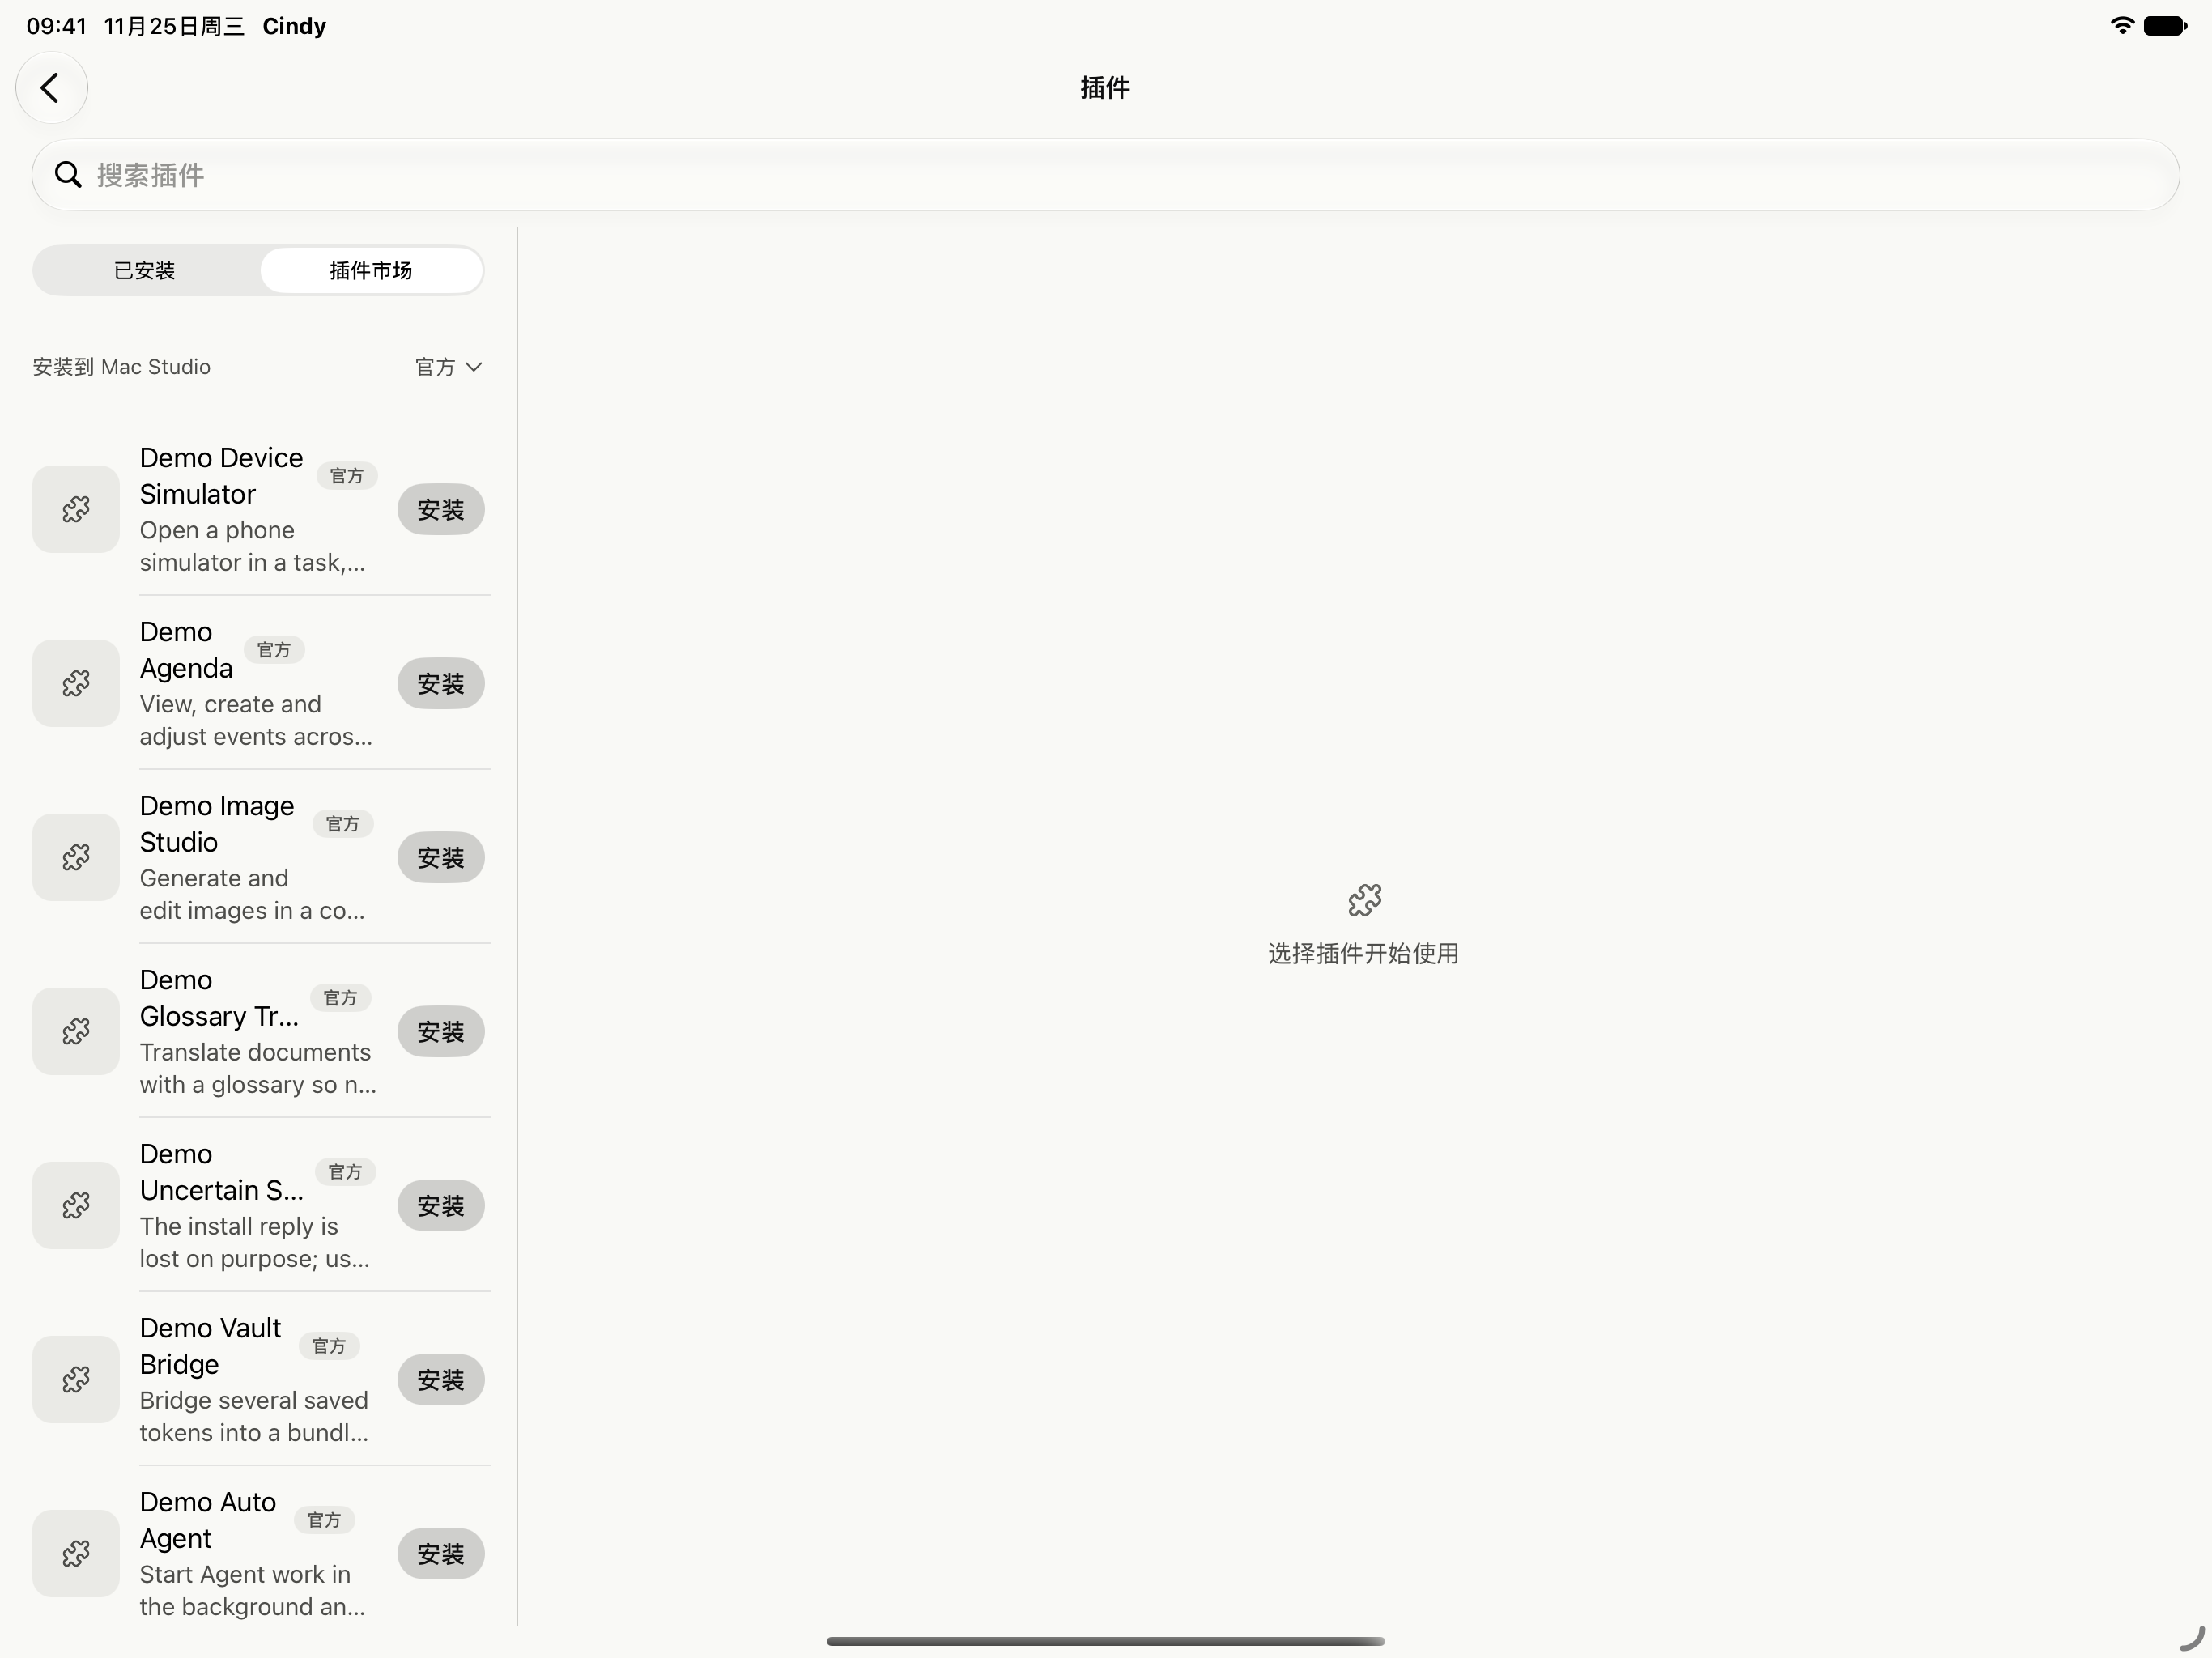 09:41 11月25日周三 Cindy
插件
搜索插件
已安装 插件市场
安装到 Mac Studio 官方
Demo Device
Simulator
官方
Open a phone
simulator in a task,...
安装
Demo
Agenda
官方
View, create and
adjust events acros...
安装
Demo Image
Studio
官方
Generate and
edit images in a co...
安装
Demo
Glossary Tr...
官方
Translate documents
with a glossary so n...
安装
Demo
Uncertain S...
官方
The install reply is
lost on purpose; us...
安装
Demo Vault
Bridge
官方
Bridge several saved
tokens into a bundl...
安装
Demo Auto
Agent
官方
Start Agent work in
the background an...
安装
选择插件开始使用